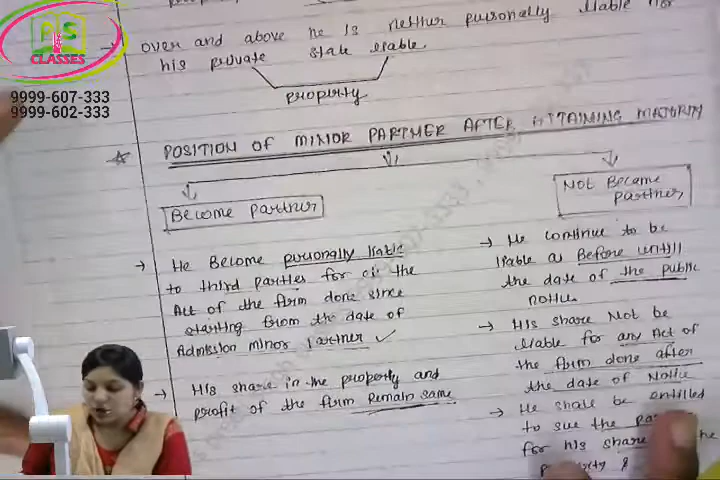 over and above he is neither personally liable nor
his private state liable.
property
PIS
CLASSES
9999-607-333
9999-602-333
POSITION OF MINOR PARTNER AFTER ATTAINING MATURITY
Become Partner
→ He Become personally liable
to third parties for all the
Act of the firm done since
starting from the date of
Admission minor partner ✓
→ His share in the property and
profit of the firm Remain same
Not Become
partner
→ He continue to be
liable as Before untill
the date of the public
notice.
→ His share Not be
liable for any Act of
the firm done after
the date of Notice
→ He shall be entitled
to sue the
for his share